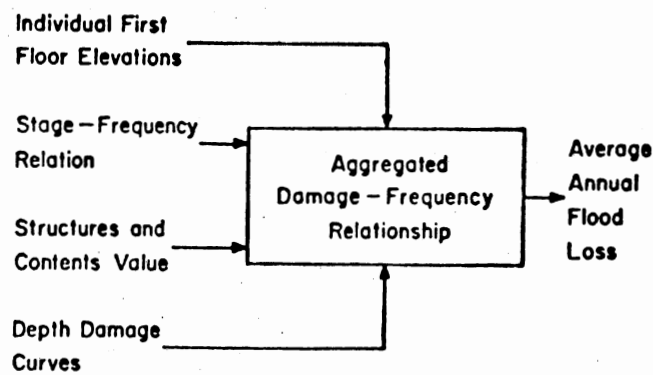 Individual First
Floor Elevations
Stage-Frequency
Relation
Structures and
Contents Value
Depth Damage
Curves
Aggregated
Damage-Frequency
Relationship
Average
Annual
Flood
Loss